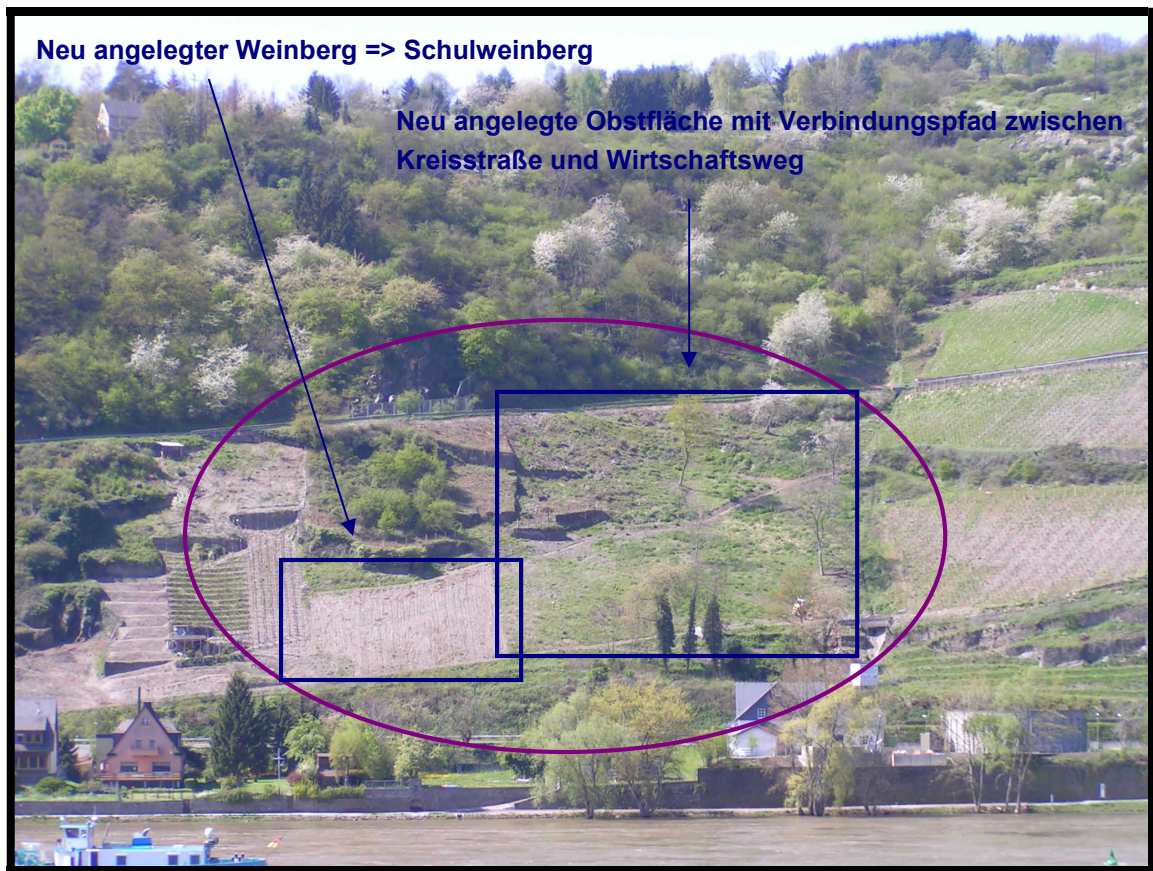 Neu angelegter Weinberg => Schulweinberg
Neu angelegte Obstfläche mit Verbindungspfad zwischen
Kreisstraße und Wirtschaftsweg